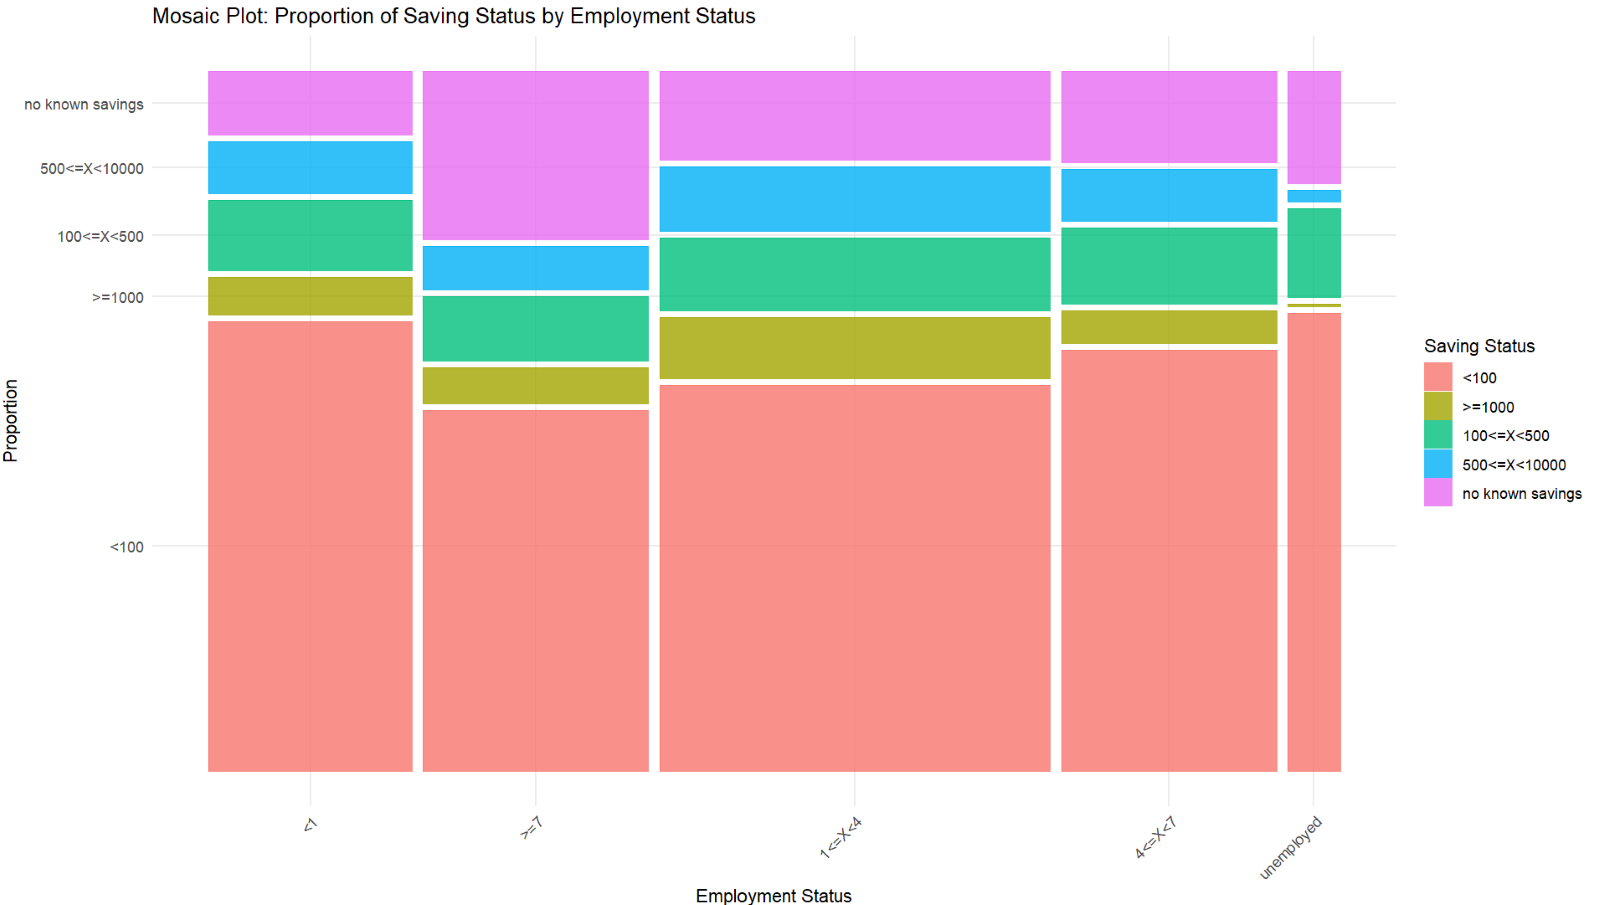 Mosaic Plot: Proportion of Saving Status by Employment Status
no known savings
500<=X<10000
100<=X<500
>=1000
<100
Proportion
<1
>=7
1<=X<4
4<=X<7
unemployed
Employment Status
Saving Status
<100
>=1000
100<=X<500
500<=X<10000
no known savings